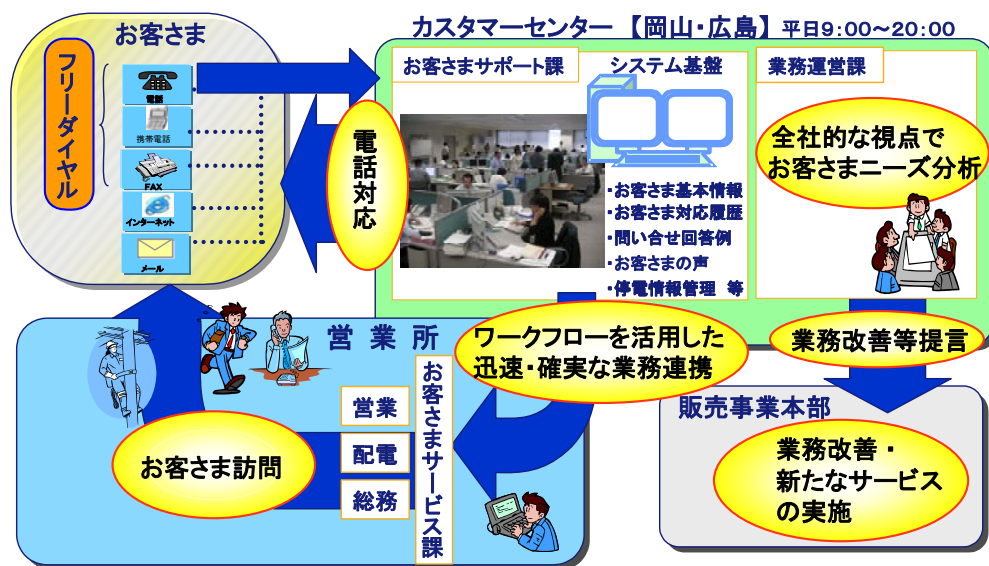 お客さま
フリーダイヤル
電話
携帯電話
FAX
インターネット
メール
電話対応
カスタマーセンター 【岡山・広島】 平日9:00～20:00
お客さまサポート課
システム基盤
・お客さま基本情報
・お客さま対応履歴
・問い合せ回答例
・お客さまの声
・停電情報管理 等
業務運営課
全社的な視点で
お客さまニーズ分析
ワークフローを活用した
迅速・確実な業務連携
業務改善等提言
営業所
お客さまサービス課
営業
配電
総務
お客さま訪問
販売事業本部
業務改善・
新たなサービス
の実施